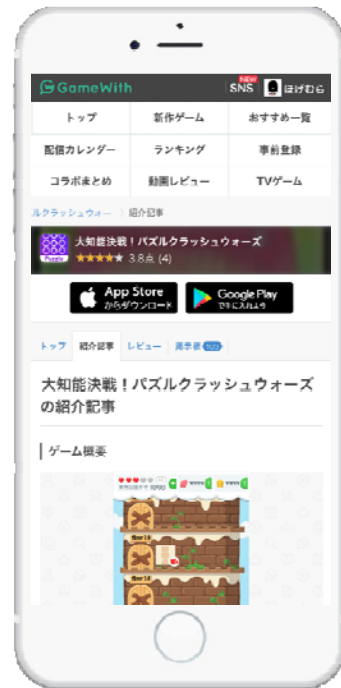 GameWith
NEW
SNS ほげむら
トップ 新作ゲーム おすすめ一覧
配信カレンダー ランキング 事前登録
コラボまとめ 動画レビュー TVゲーム
ルクラッシュウォー… 〉 紹介記事
大知能決戦!パズルクラッシュウォーズ
Puzzle
★★★★★ 3.8点 (4)
App Store
からダウンロード
Google Play
で手に入れよう
トップ 紹介記事 レビュー 掲示板
大知能決戦!パズルクラッシュウォーズ
の紹介記事
ゲーム概要